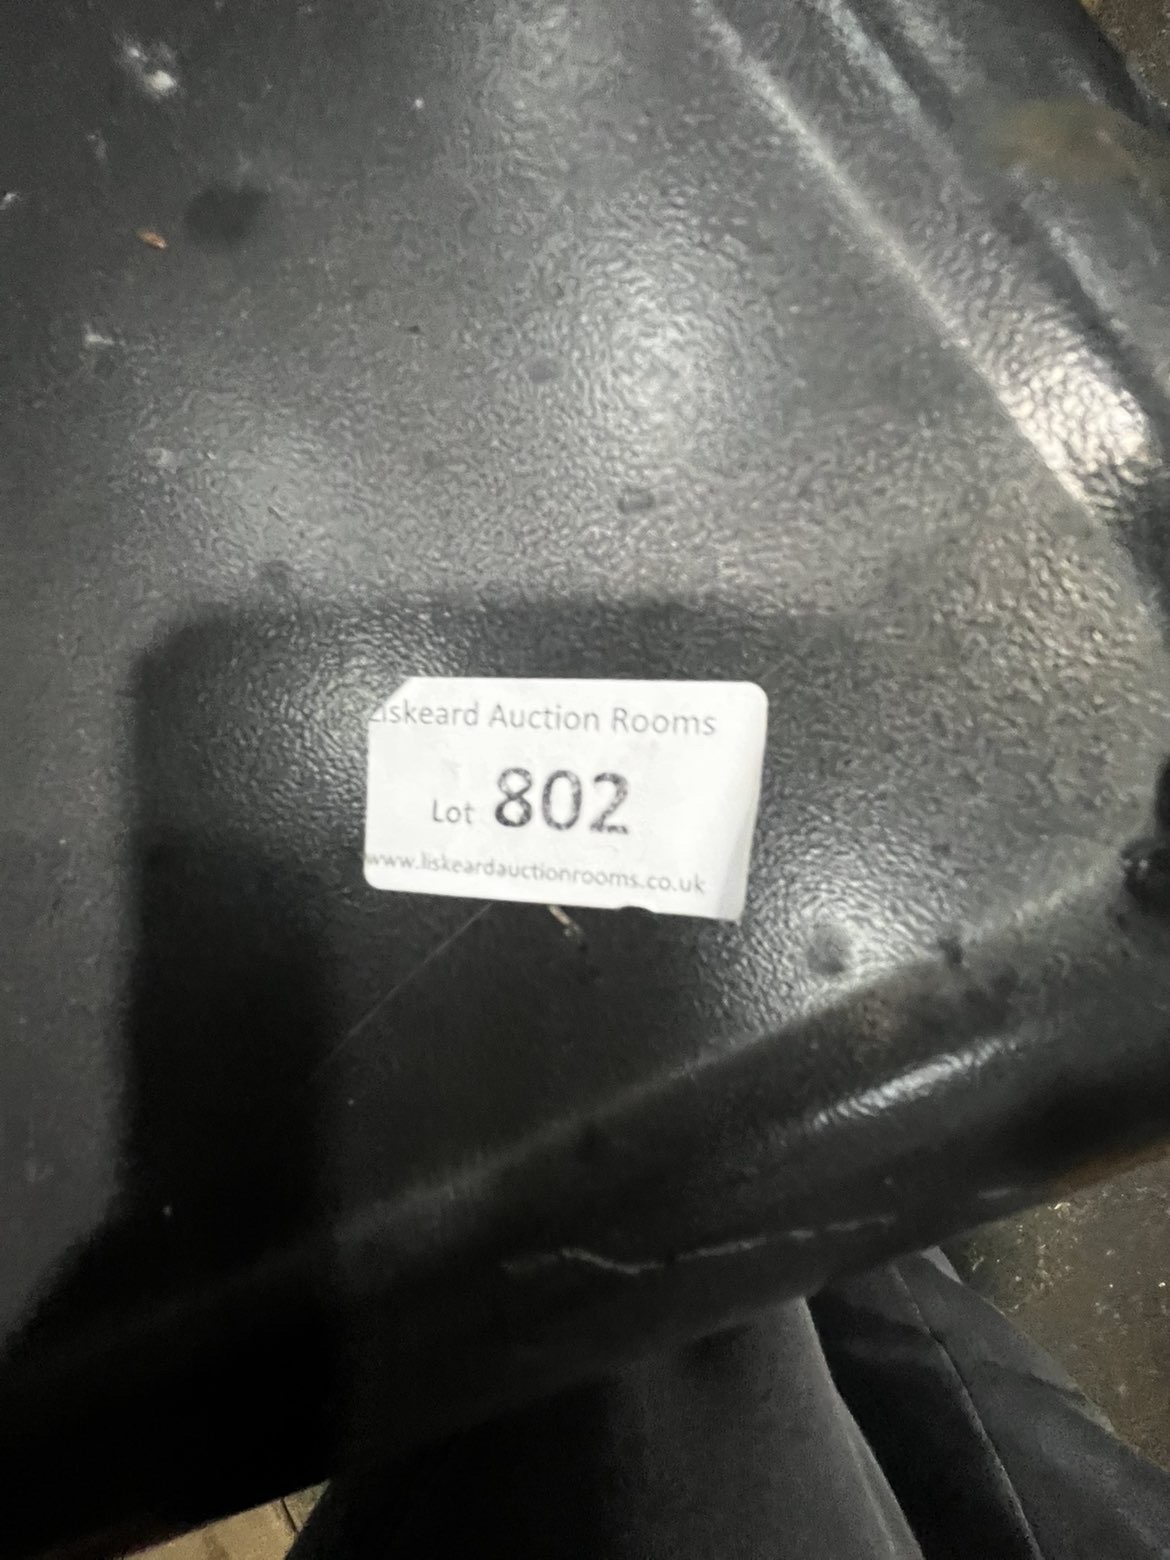 Liskeard Auction Rooms
Lot 802
www.liskeardauctionrooms.co.uk